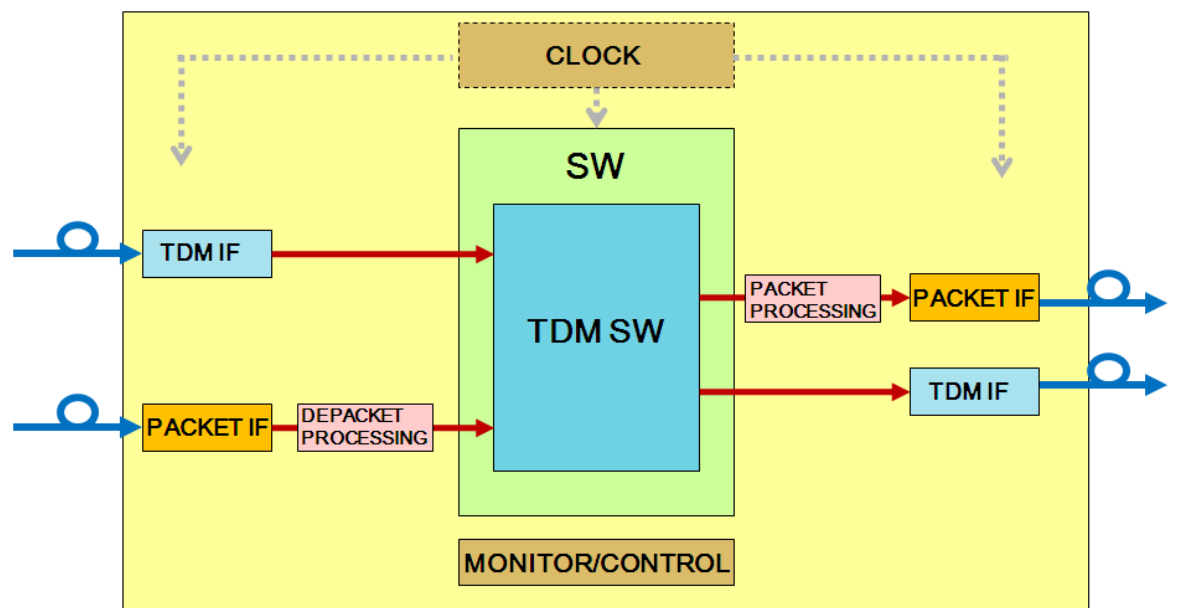 CLOCK
SW
TDM IF
TDM SW
PACKET
PROCESSING
PACKET IF
TDM IF
PACKET IF
DEPACKET
PROCESSING
MONITOR/CONTROL